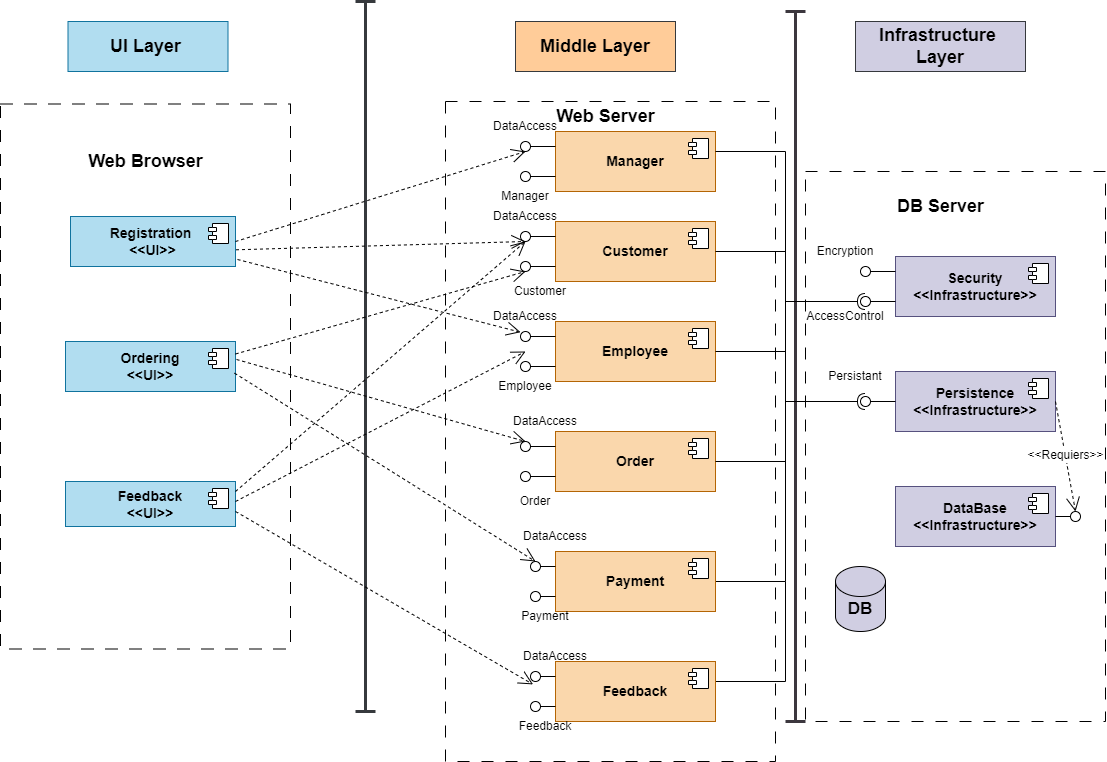 UI Layer
Middle Layer
Infrastructure
Layer
Web Browser
Registration
<<UI>>
Ordering
<<UI>>
Feedback
<<UI>>
Web Server
DataAccess
Manager
Manager
DataAccess
Customer
Customer
DataAccess
Employee
Employee
DataAccess
Order
Order
DataAccess
Payment
Payment
DataAccess
Feedback
Feedback
DB Server
Encryption
Security
<<Infrastructure>>
AccessControl
Persistant
Persistence
<<Infrastructure>>
<<Requiers>>
DataBase
<<Infrastructure>>
DB